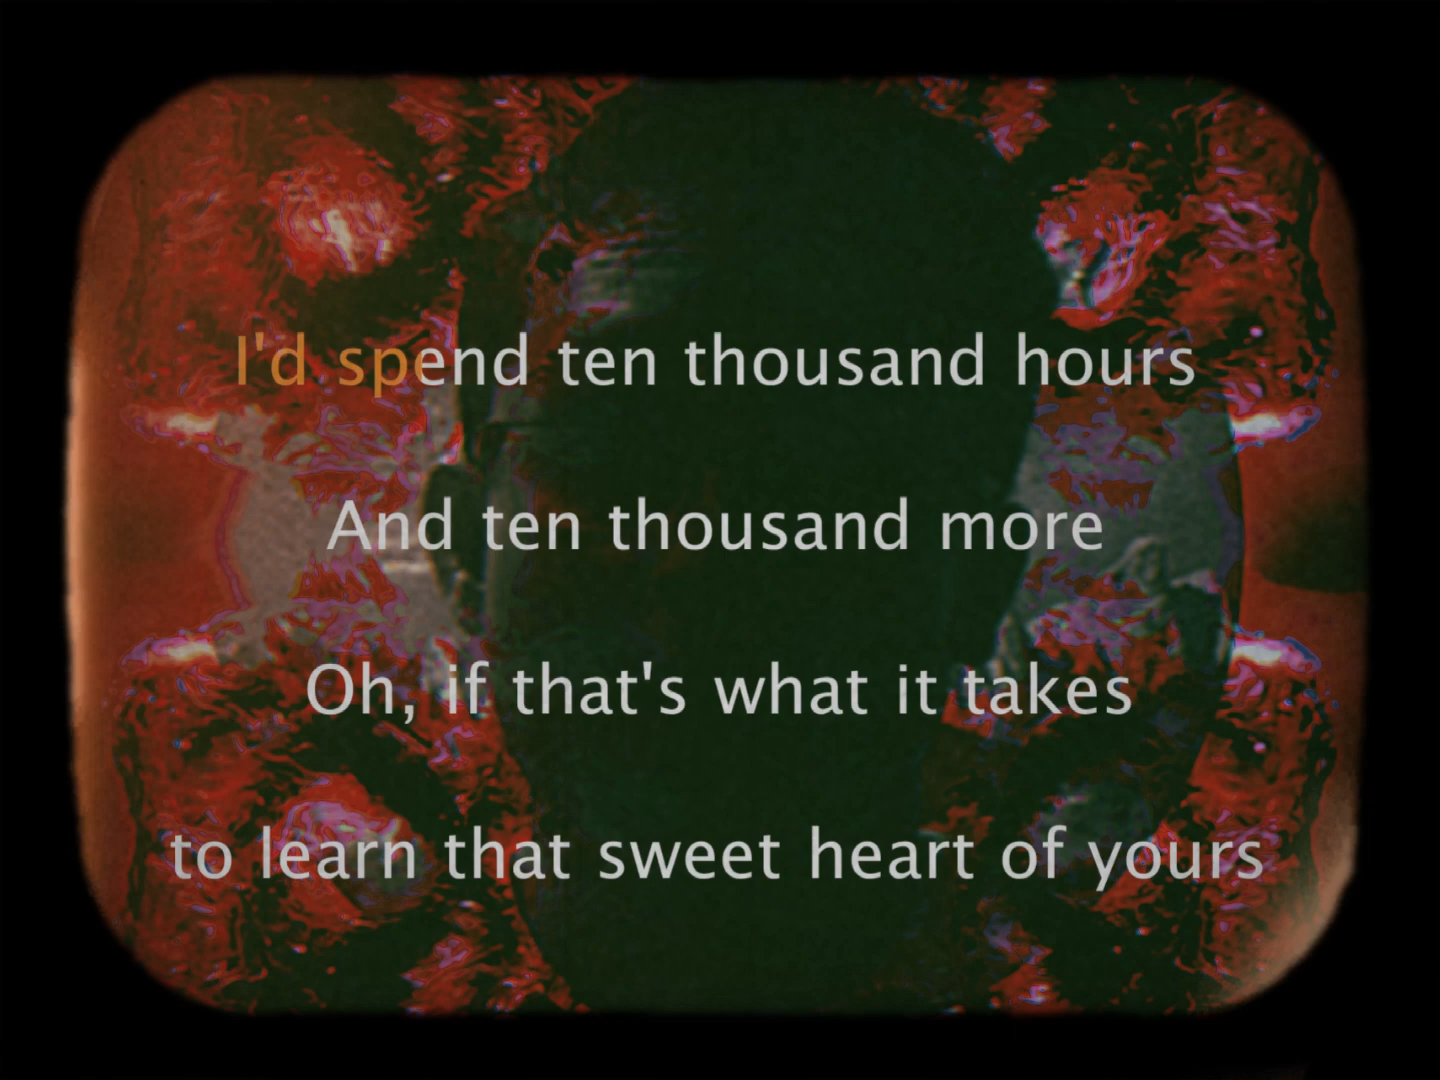 I'd spend ten thousand hours
And ten thousand more
Oh, if that's what it takes
to learn that sweet heart of yours